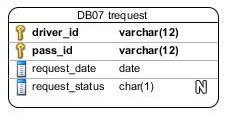 DB07 trequest
driver_id varchar(12)
pass_id varchar(12)
request_date date
request_status char(1) N